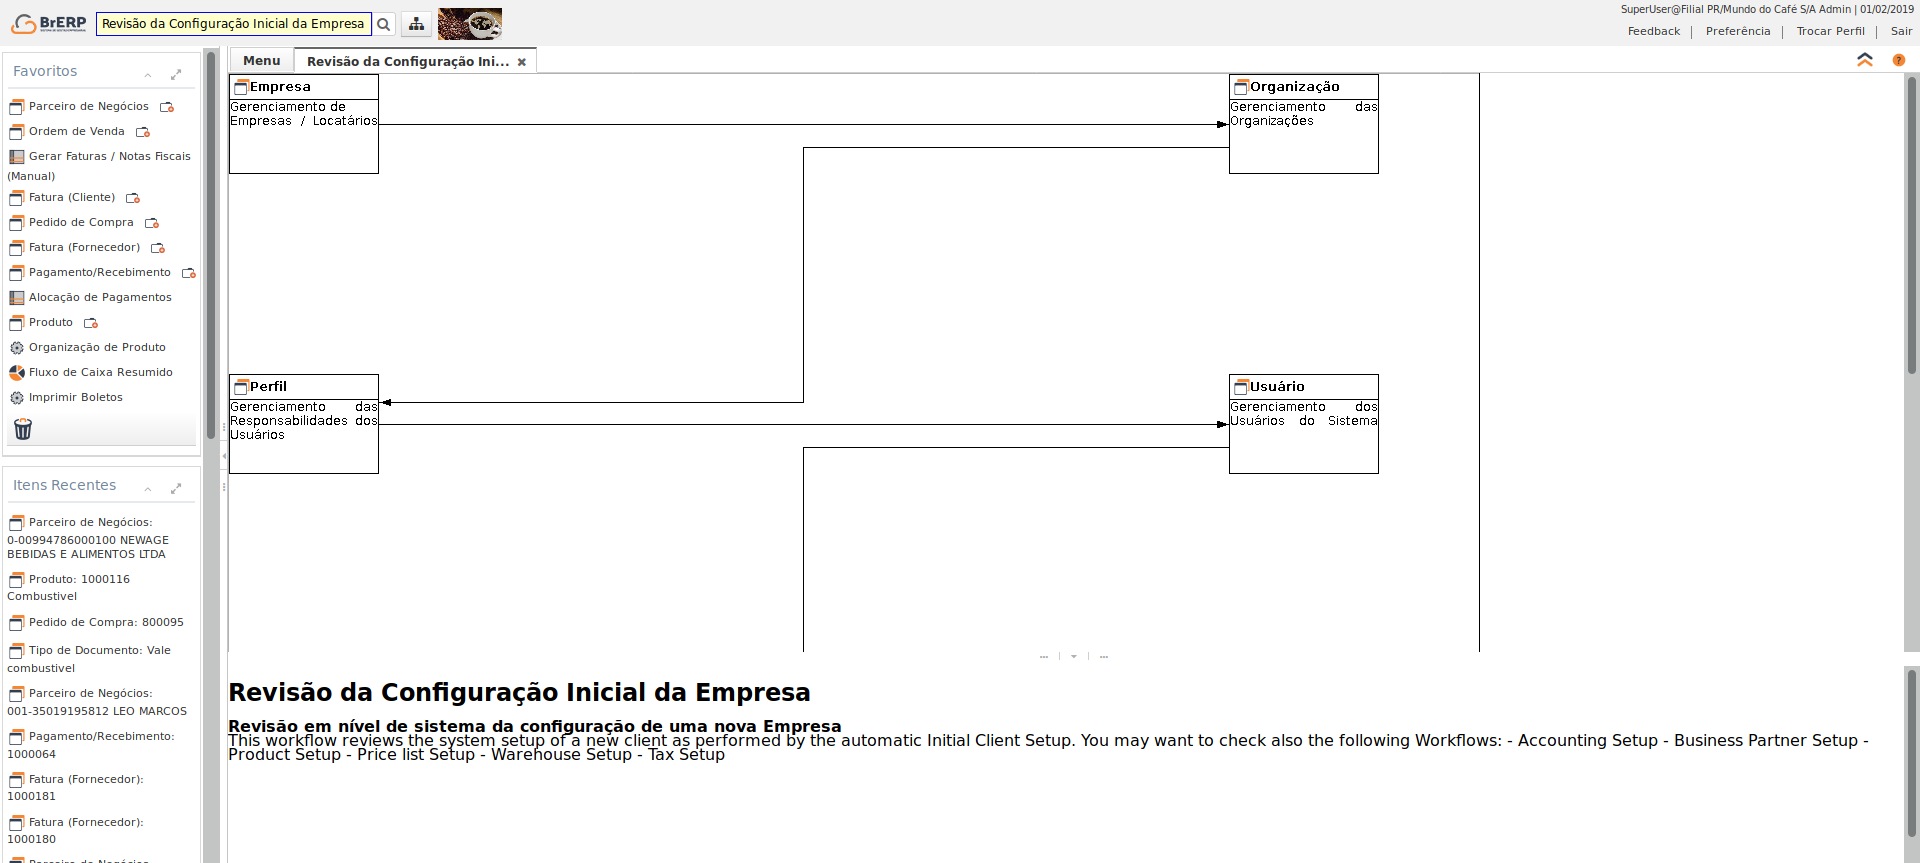 BrERP
Revisão da Configuração Inicial da Empresa
SuperUser@Filial PR/Mundo do Café S/A Admin | 01/02/2019
Feedback | Preferência | Trocar Perfil | Sair
Favoritos
Parceiro de Negócios
Ordem de Venda
Gerar Faturas / Notas Fiscais
(Manual)
Fatura (Cliente)
Pedido de Compra
Fatura (Fornecedor)
Pagamento/Recebimento
Alocação de Pagamentos
Produto
Organização de Produto
Fluxo de Caixa Resumido
Imprimir Boletos
Itens Recentes
Parceiro de Negócios:
0-00994786000100 NEWAGE
BEBIDAS E ALIMENTOS LTDA
Produto: 1000116
Combustivel
Pedido de Compra: 800095
Tipo de Documento: Vale
combustivel
Parceiro de Negócios:
001-35019195812 LEO MARCOS
Pagamento/Recebimento:
1000064
Fatura (Fornecedor):
1000181
Fatura (Fornecedor):
1000180
Parceiro de Negócios
Menu
Revisão da Configuração Ini...
Empresa
Gerenciamento de
Empresas / Locatários
Organização
Gerenciamento das
Organizações
Perfil
Gerenciamento das
Responsabilidades dos
Usuários
Usuário
Gerenciamento dos
Usuários do Sistema
Revisão da Configuração Inicial da Empresa
Revisão em nível de sistema da configuração de uma nova Empresa
This workflow reviews the system setup of a new client as performed by the automatic Initial Client Setup. You may want to check also the following Workflows: - Accounting Setup - Business Partner Setup -
Product Setup - Price list Setup - Warehouse Setup - Tax Setup